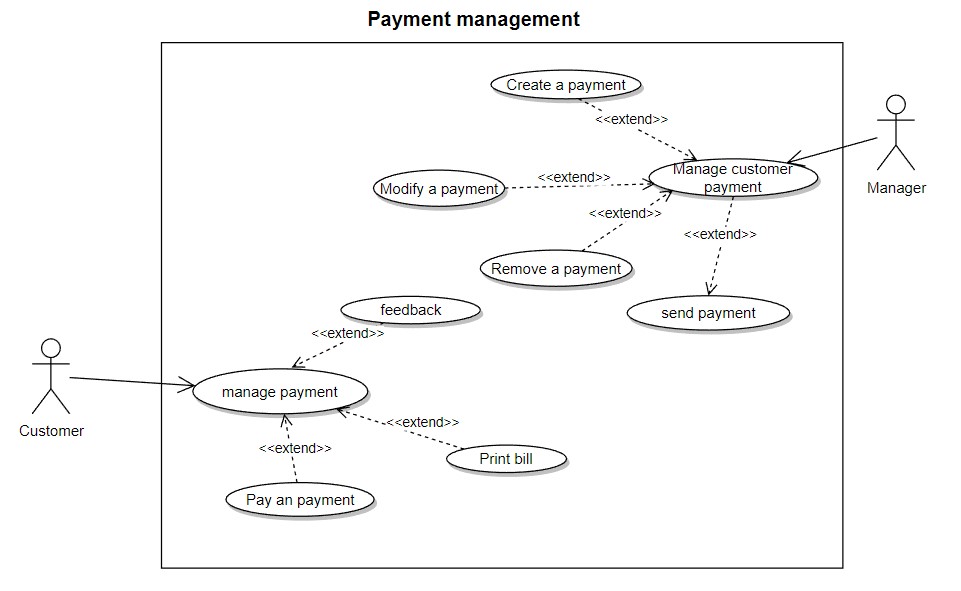 Payment management
Create a payment
<<extend>>
Manage customer
payment
Manager
<<extend>>
Modify a payment
<<extend>>
<<extend>>
Remove a payment
send payment
feedback
<<extend>>
manage payment
Customer
<<extend>>
<<extend>>
Print bill
Pay an payment